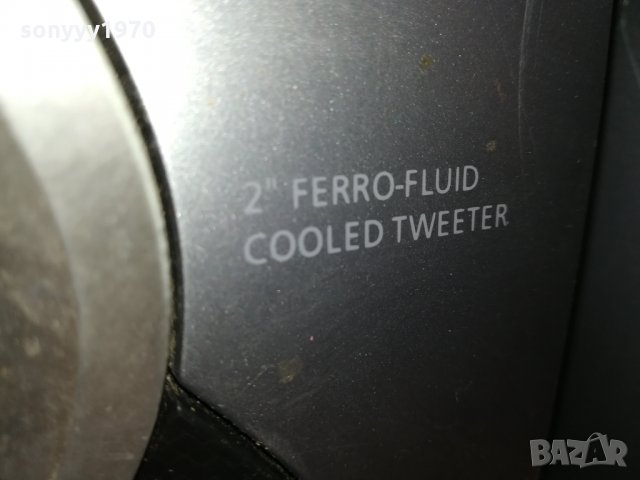 sonyyy1970
2" FERRO-FLUID
COOLED TWEETER
BAZAR